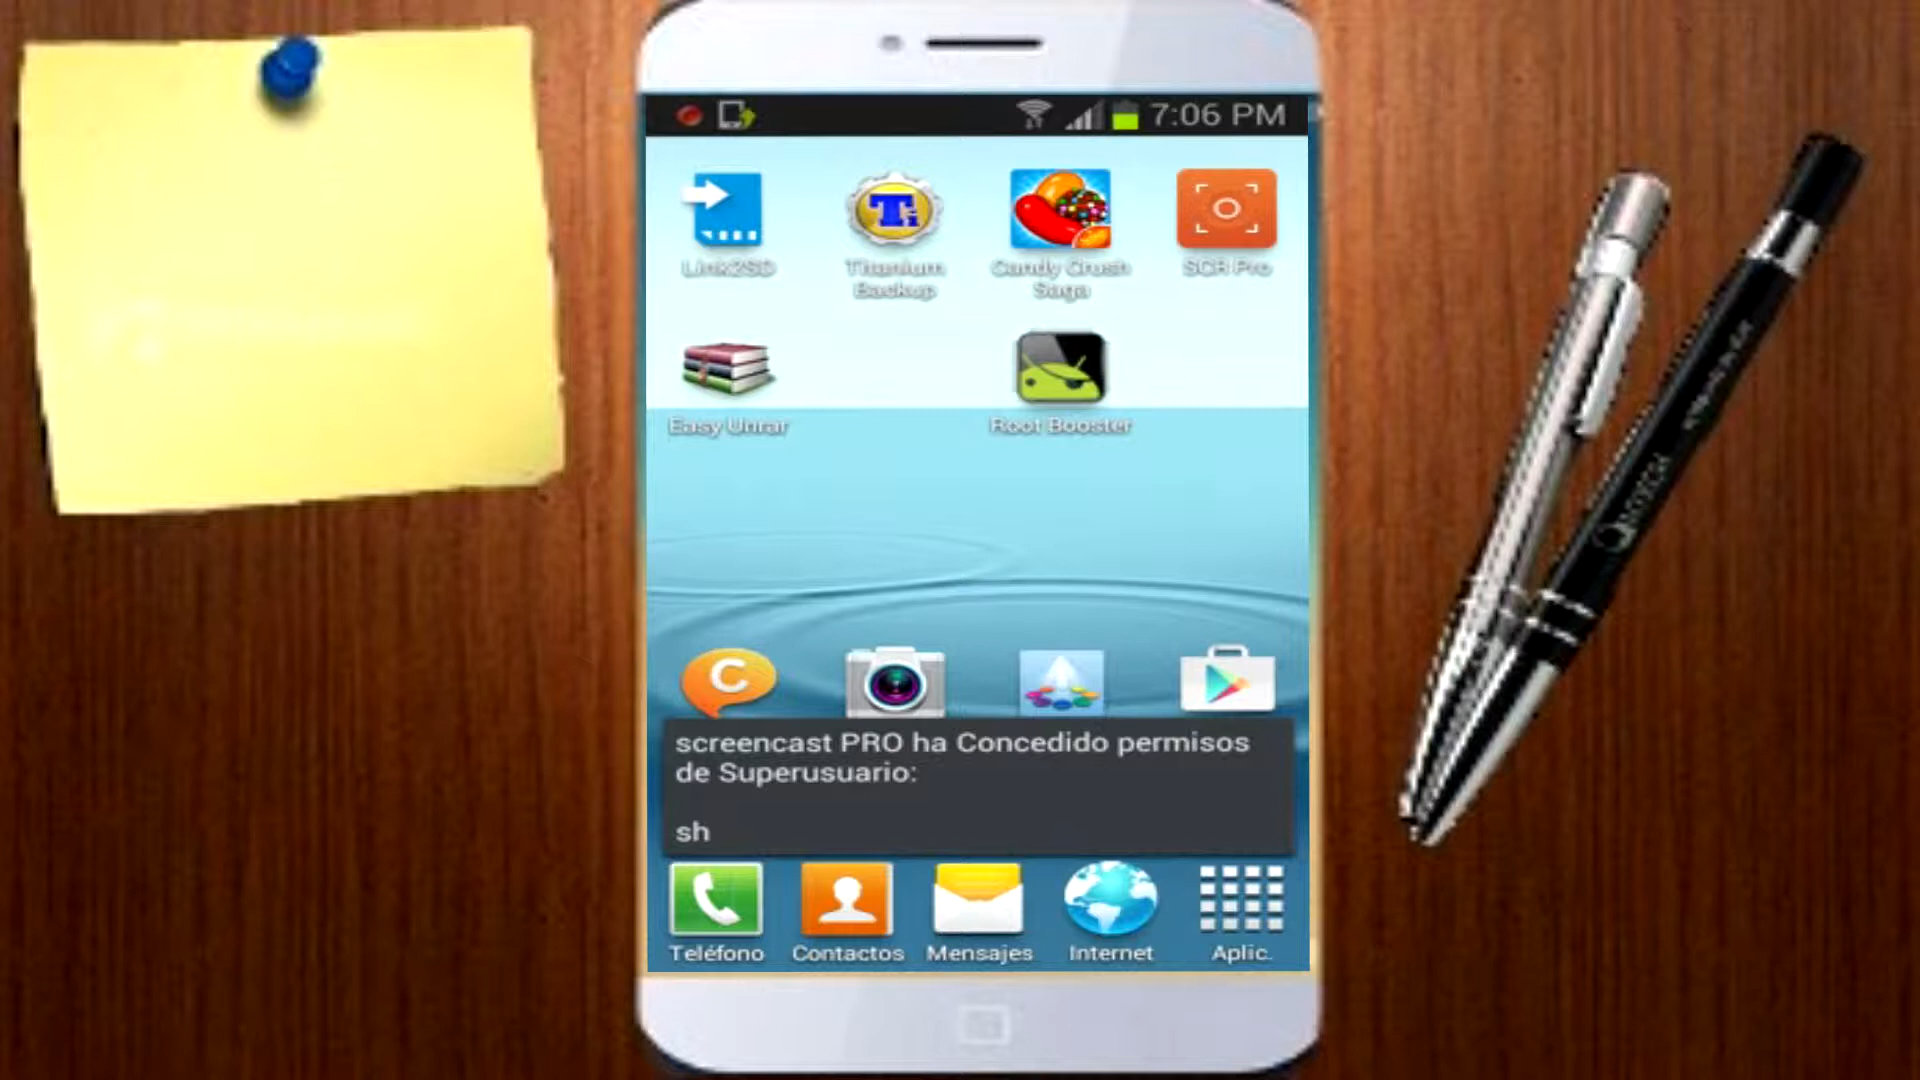 7:06 PM
Link2SD
Titanium
Backup
Candy Crush
Saga
SCR Pro
Easy Unrar
Root Booster
screencast PRO ha Concedido permisos
de Superusuario:
sh
Teléfono
Contactos
Mensajes
Internet
Aplic.